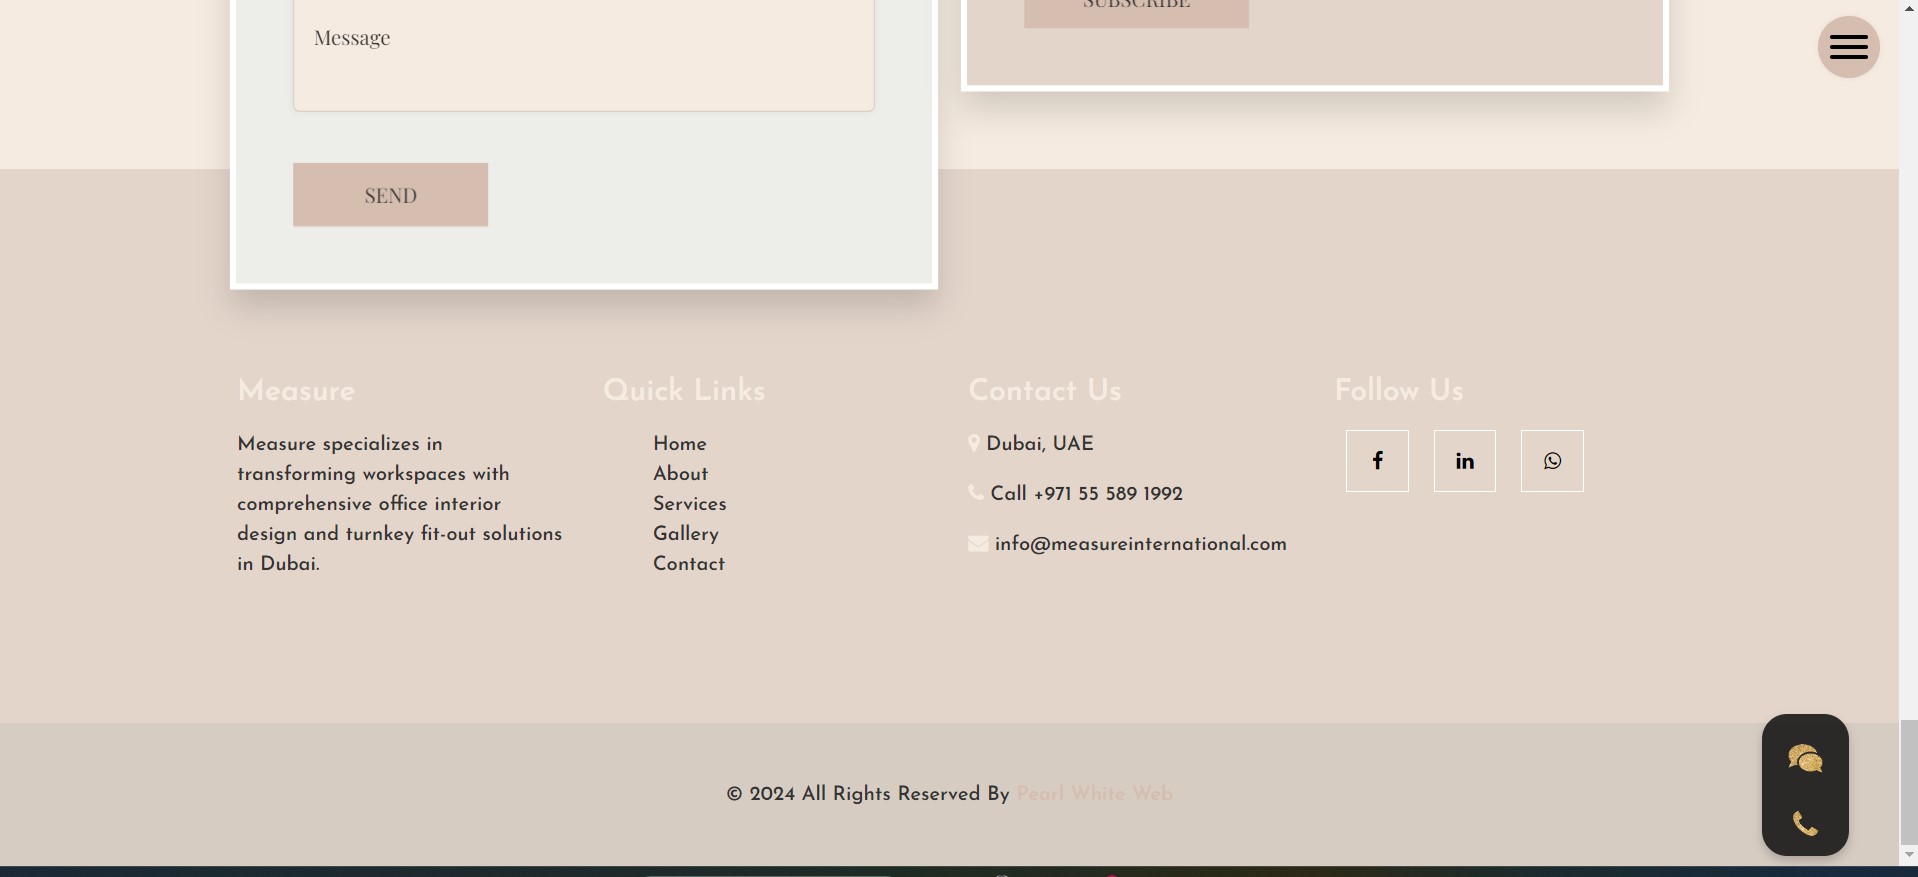 SUBSCRIBE
Message
SEND
Measure
Measure specializes in
transforming workspaces with
comprehensive office interior
design and turnkey fit-out solutions
in Dubai.
Quick Links
Home
About
Services
Gallery
Contact
Contact Us
Dubai, UAE
Call +971 55 589 1992
info@measureinternational.com
Follow Us
© 2024 All Rights Reserved By Pearl White Web